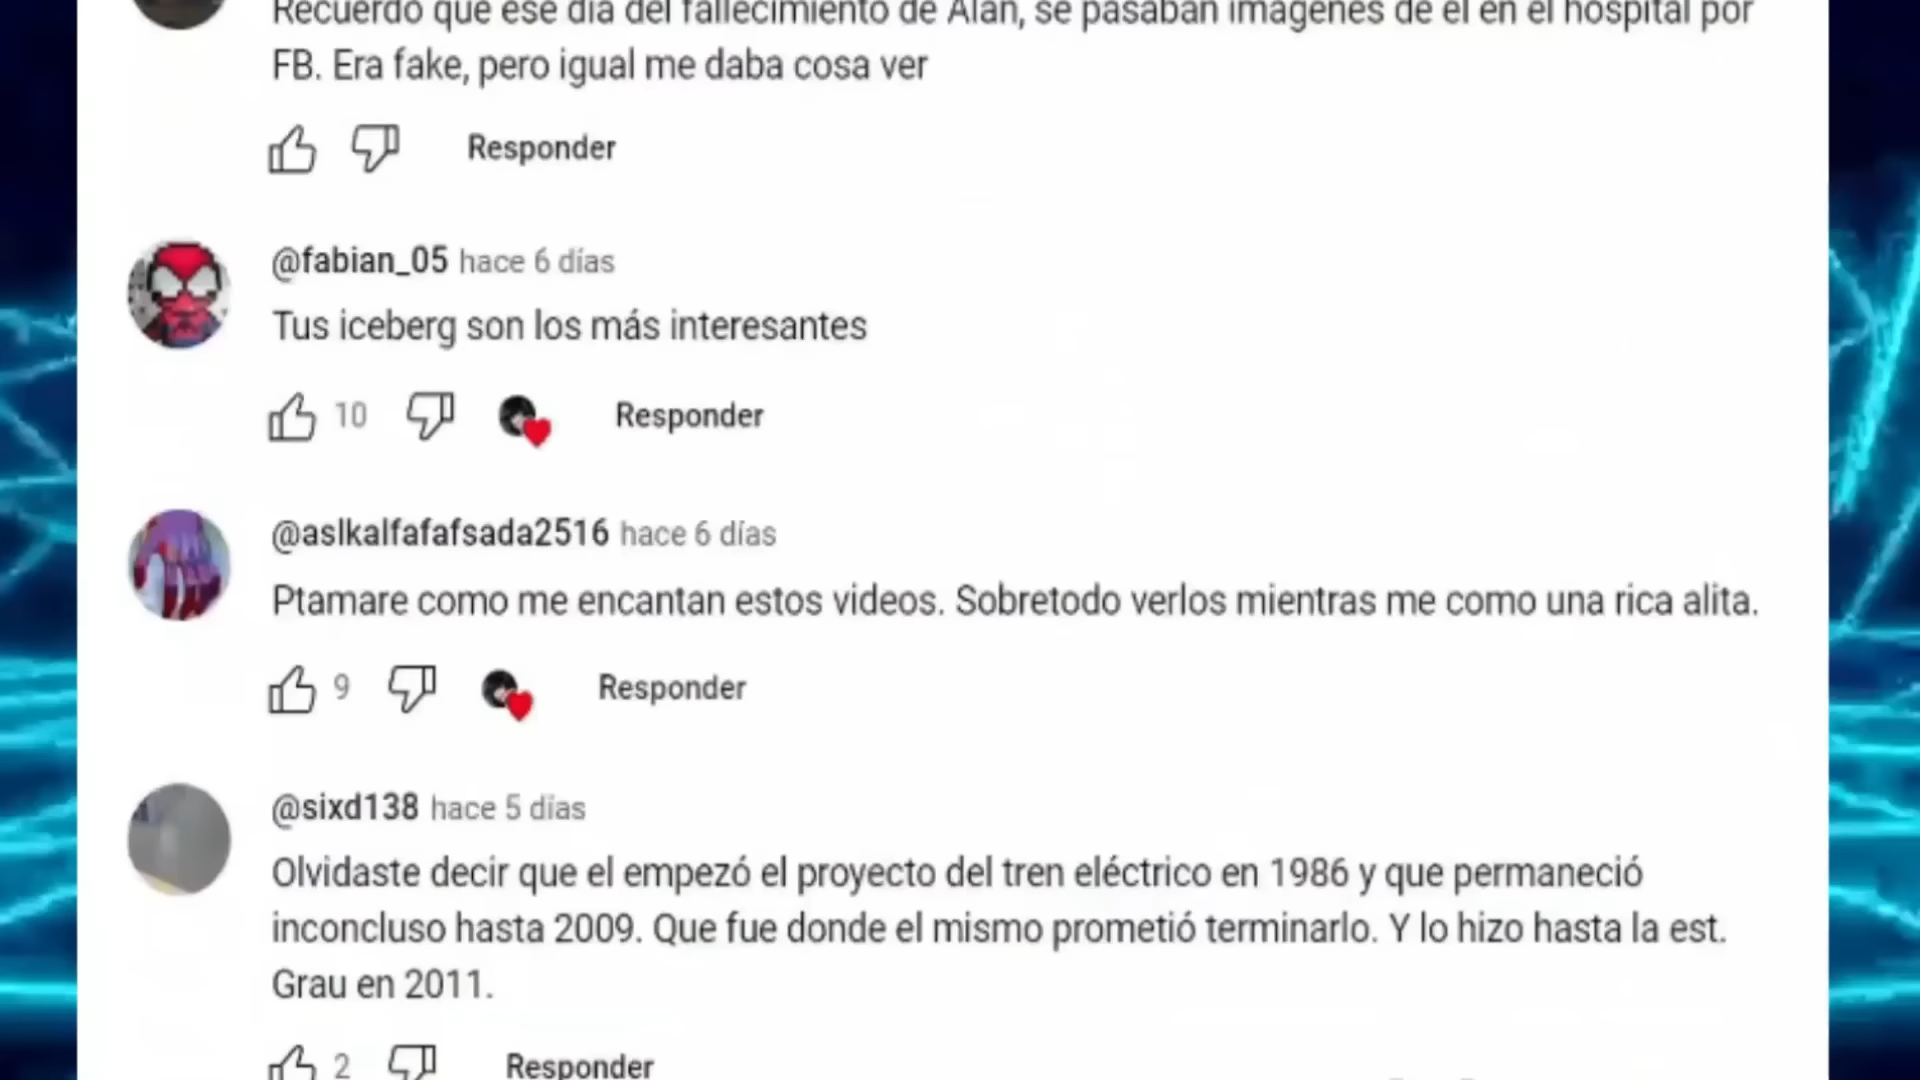 Recuerdo que ese día del fallecimiento de Alan, se pasaban imágenes de él en el hospital por
FB. Era fake, pero igual me daba cosa ver
Responder
@fabian_05 hace 6 días
Tus iceberg son los más interesantes
10 Responder
@aslkalfafafsada2516 hace 6 días
Ptamare como me encantan estos videos. Sobretodo verlos mientras me como una rica alita.
9 Responder
@sixd138 hace 5 días
Olvidaste decir que el empezó el proyecto del tren eléctrico en 1986 y que permaneció
inconcluso hasta 2009. Que fue donde el mismo prometió terminarlo. Y lo hizo hasta la est.
Grau en 2011.
2 Responder